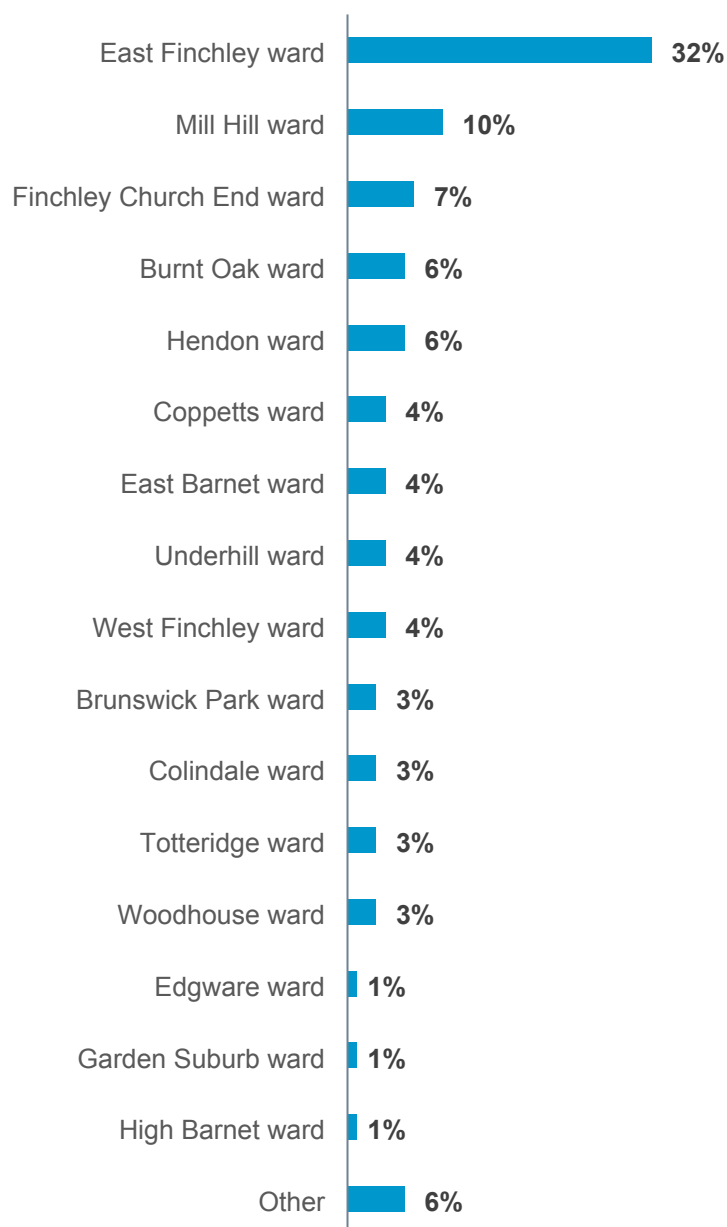 East Finchley ward 32%
Mill Hill ward 10%
Finchley Church End ward 7%
Burnt Oak ward 6%
Hendon ward 6%
Coppetts ward 4%
East Barnet ward 4%
Underhill ward 4%
West Finchley ward 4%
Brunswick Park ward 3%
Colindale ward 3%
Totteridge ward 3%
Woodhouse ward 3%
Edgware ward 1%
Garden Suburb ward 1%
High Barnet ward 1%
Other 6%